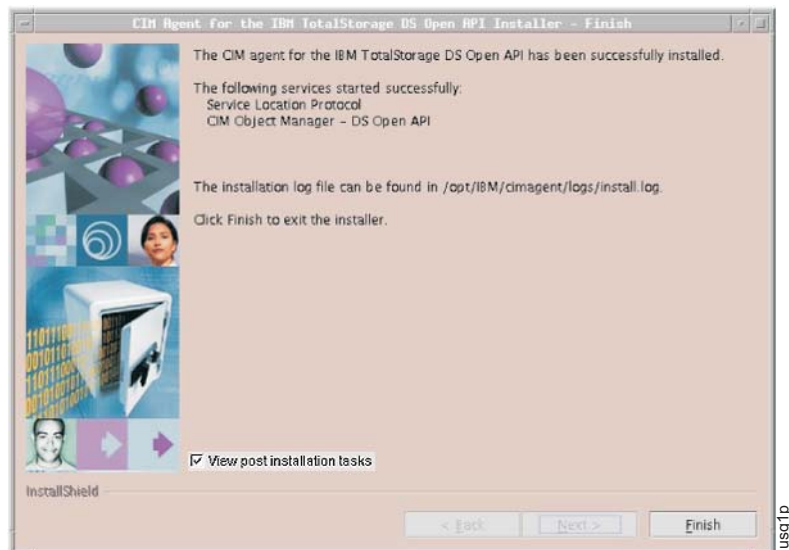 CIM Agent for the IBM TotalStorage DS Open API Installer - Finish
The CIM agent for the IBM TotalStorage DS Open API has been successfully installed.
The following services started successfully:
Service Location Protocol
CIM Object Manager - DS Open API
The installation log file can be found in /opt/IBM/cimagent/logs/install.log.
Click Finish to exit the installer.
View post installation tasks
InstallShield
< Back
Next >
Finish
usq1p